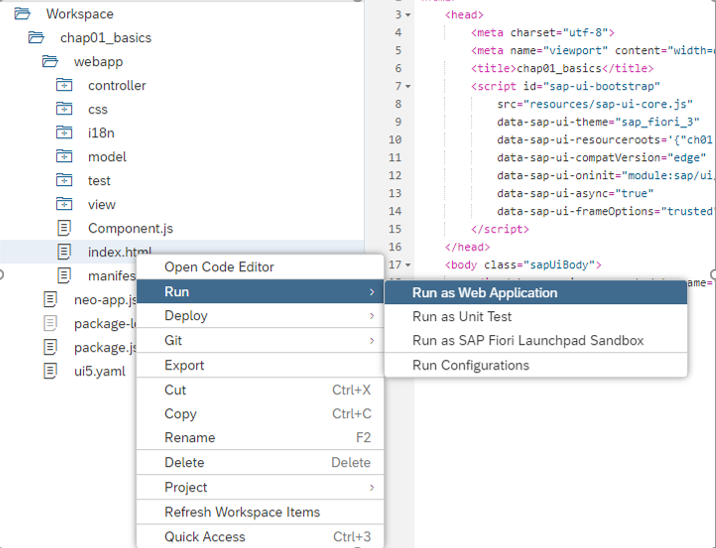 Workspace
chap01_basics
webapp
controller
css
i18n
model
test
view
Component.js
index.html
manifes
neo-app.js
package-l
package.js
ui5.yaml
Open Code Editor
Run
Deploy
Git
Export
Cut Ctrl+X
Copy Ctrl+C
Rename F2
Delete Delete
Project
Refresh Workspace Items
Quick Access Ctrl+3
Run as Web Application
Run as Unit Test
Run as SAP Fiori Launchpad Sandbox
Run Configurations
3 <head>
4 <meta charset="utf-8">
5 <meta name="viewport" content="width=
6 <title>chap01_basics</title>
7 <script id="sap-ui-bootstrap"
8 src="resources/sap-ui-core.js"
9 data-sap-ui-theme="sap_fiori_3"
10 data-sap-ui-resourceroots='{"ch01
11 data-sap-ui-compatVersion="edge"
12 data-sap-ui-oninit="module:sap/ui/
13 data-sap-ui-async="true"
14 data-sap-ui-frameOptions="trusted"
15 </script>
16 </head>
17 <body class="sapUiBody">